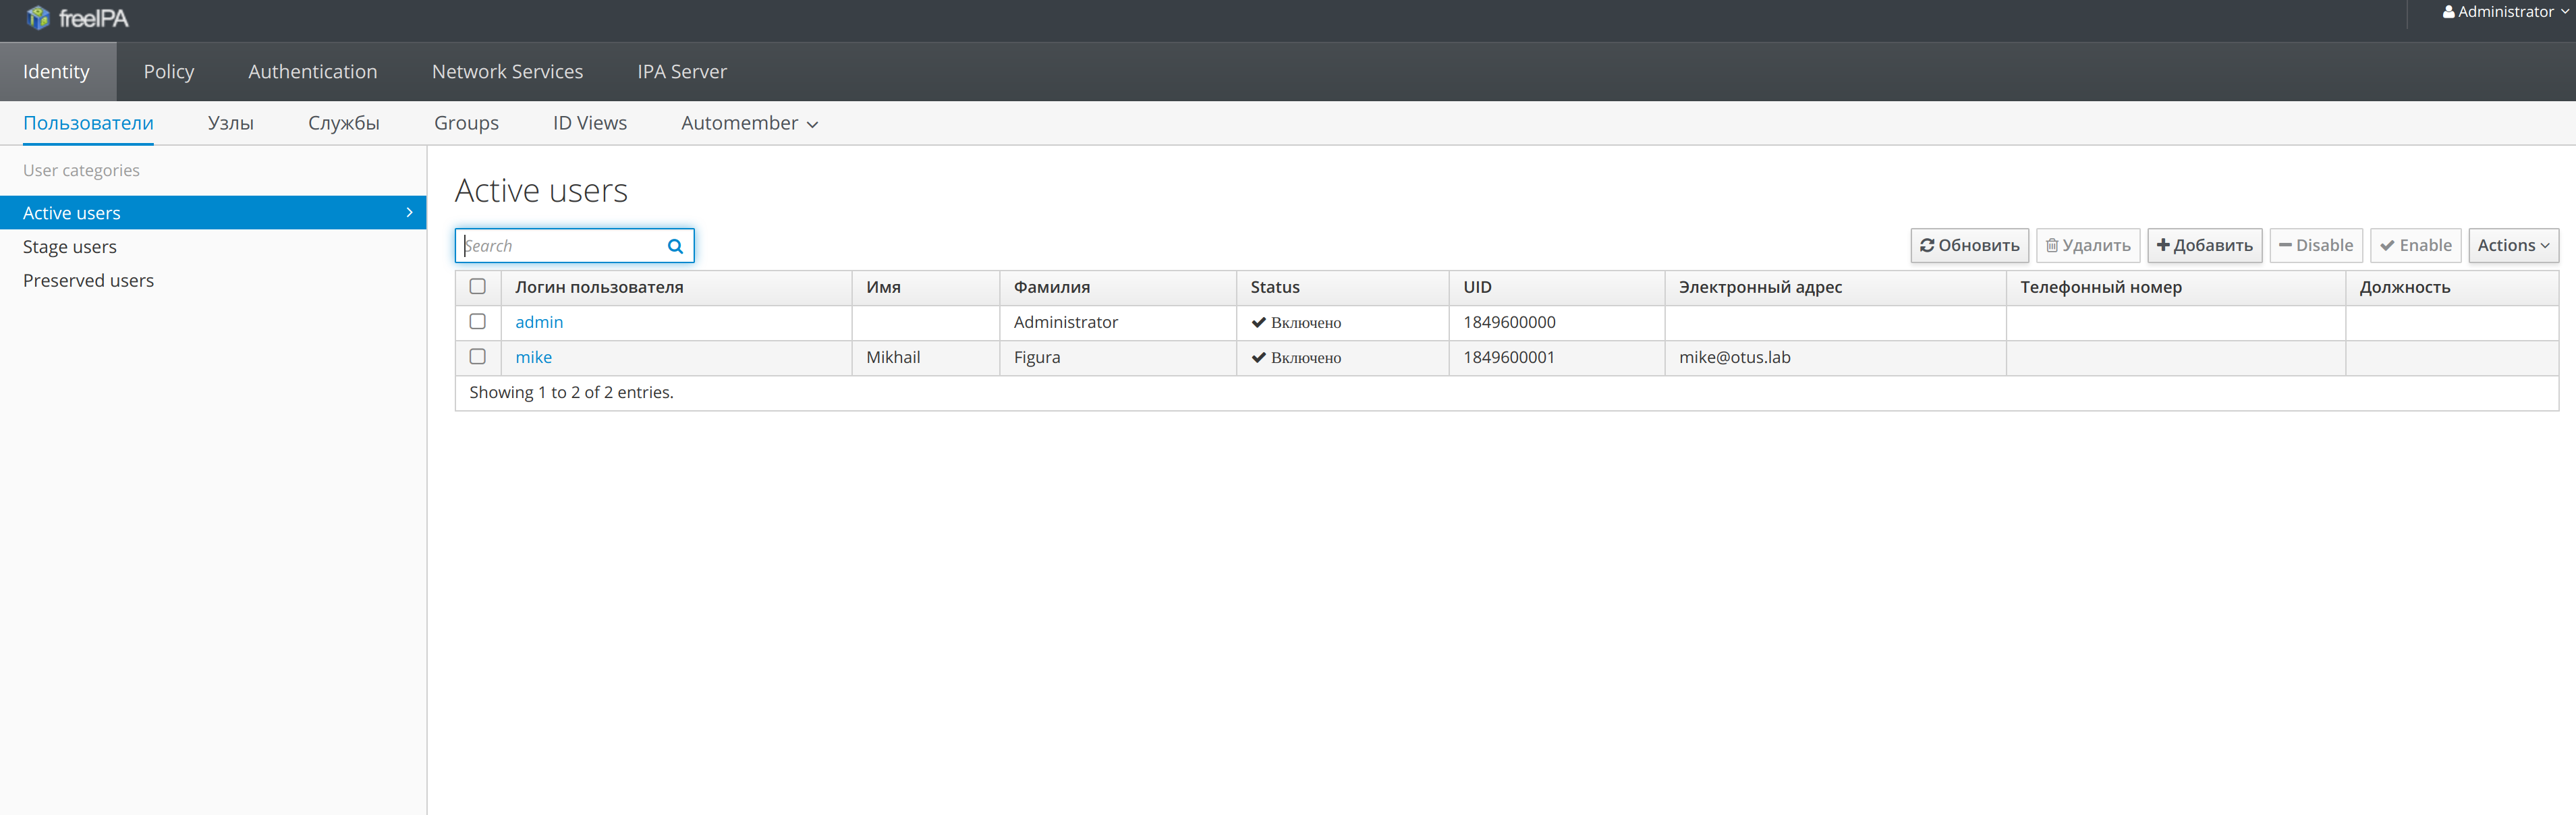 freeIPA
Administrator
Identity Policy Authentication Network Services IPA Server
Пользователи Узлы Службы Groups ID Views Automember
User categories
Active users
Stage users
Preserved users
Active users
Search
Обновить Удалить Добавить Disable Enable Actions
Логин пользователя Имя Фамилия Status UID Электронный адрес Телефонный номер Должность
admin Administrator Включено 1849600000
mike Mikhail Figura Включено 1849600001 mike@otus.lab
Showing 1 to 2 of 2 entries.